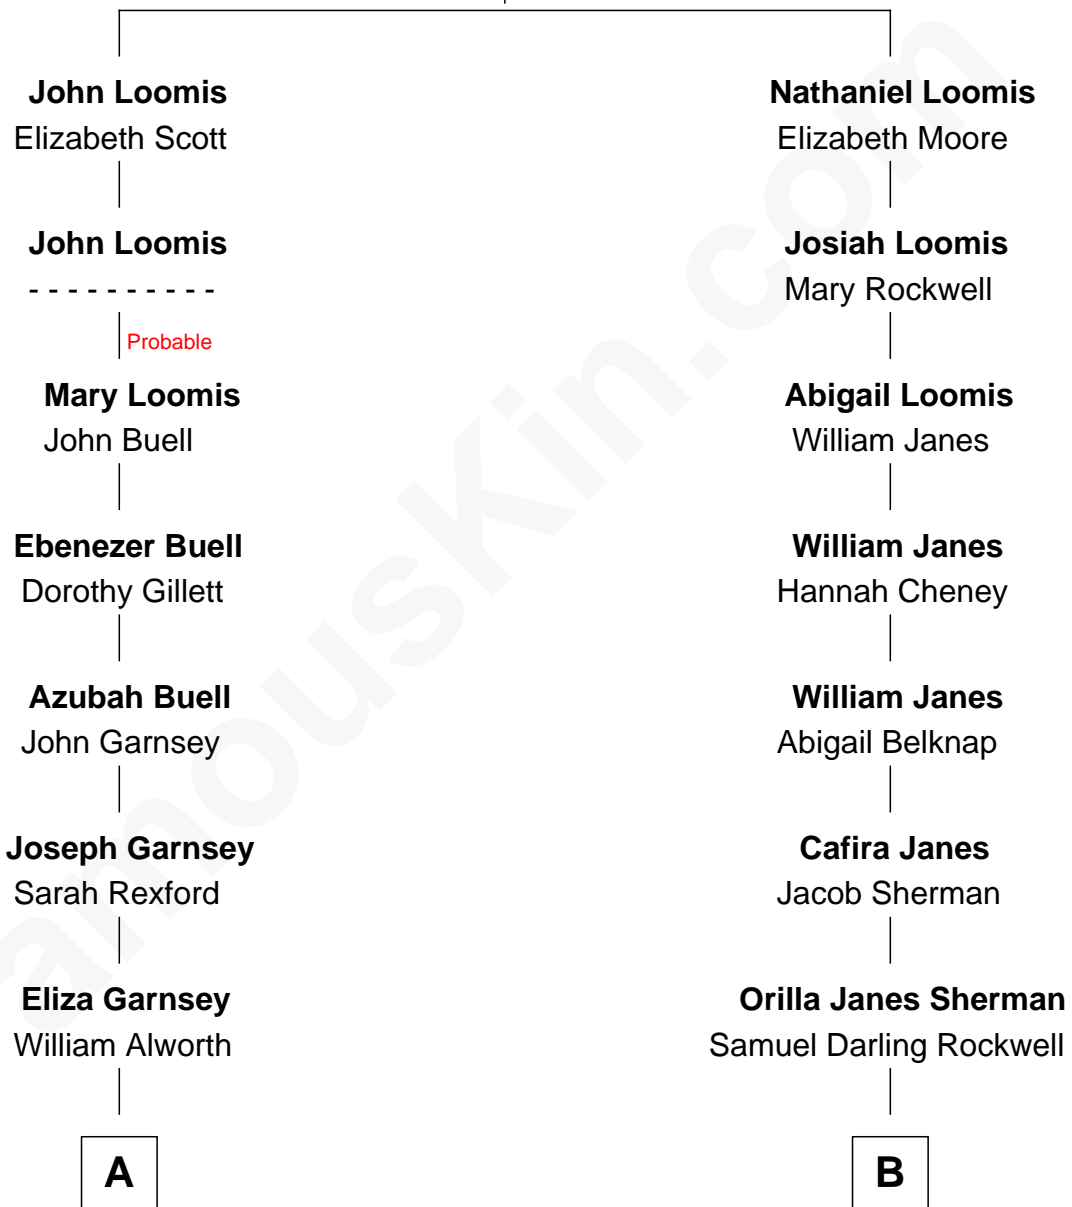 John Loomis
Elizabeth Scott
John Loomis
- - - - - - - - - -
Probable
Mary Loomis
John Buell
Ebenezer Buell
Dorothy Gillett
Azubah Buell
John Garnsey
Joseph Garnsey
Sarah Rexford
Eliza Garnsey
William Alworth
A
Nathaniel Loomis
Elizabeth Moore
Josiah Loomis
Mary Rockwell
Abigail Loomis
William Janes
William Janes
Hannah Cheney
William Janes
Abigail Belknap
Cafira Janes
Jacob Sherman
Orilla Janes Sherman
Samuel Darling Rockwell
B
amouskin.com